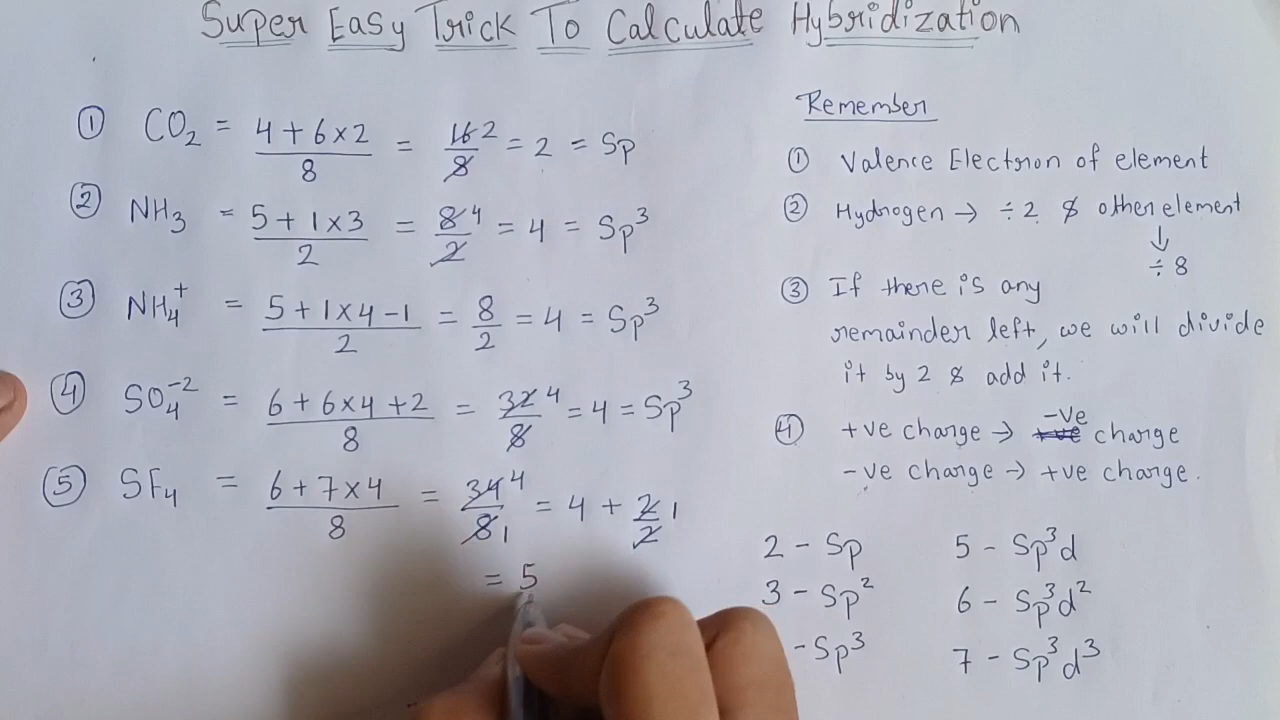 Super Easy Trick To Calculate Hybridization
① CO₂ = 4+6×2/8 = 16/8 2 = 2 = Sp
② NH₃ = 5+1×3/2 = 8/2 4 = 4 = Sp³
③ NH₄⁺ = 5+1×4-1/2 = 8/2 = 4 = Sp³
④ SO₄⁻² = 6+6×4+2/8 = 32/8 4 = 4 = Sp³
⑤ SF₄ = 6+7×4/8 = 34/8 4 1 = 4 + 2/2 1
= 5
Remember
① Valence Electron of element
② Hydrogen → ÷2 & other element
↓
÷8
③ If there is any
remainder left, we will divide
it by 2 & add it.
④ +ve charge → -ve charge
-ve charge → +ve charge.
2 - Sp 5 - Sp³d
3 - Sp² 6 - Sp³d²
- Sp³ 7 - Sp³d³